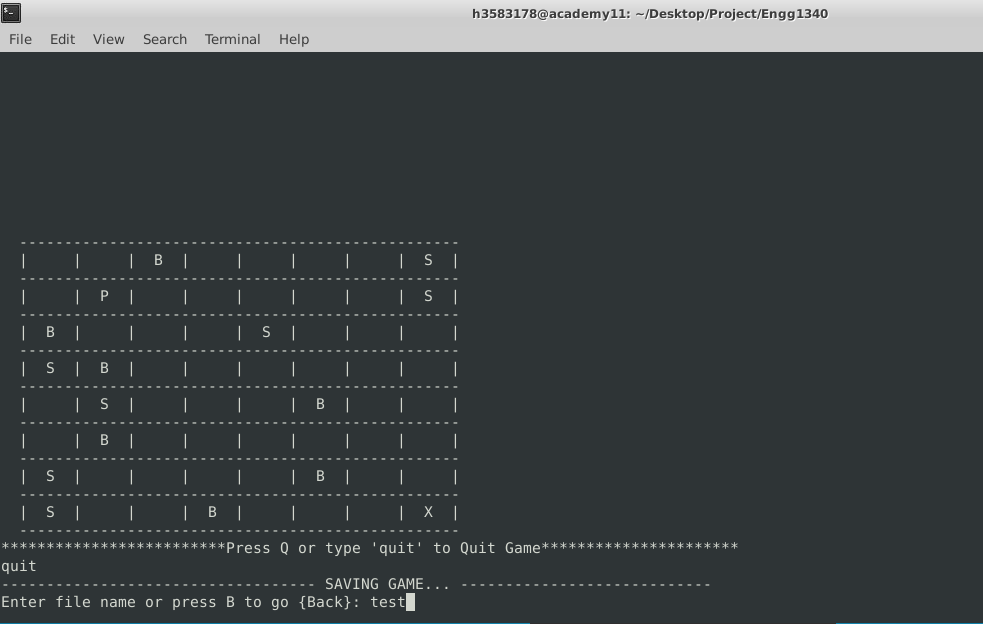 h3583178@academy11: ~/Desktop/Project/Engg1340
File Edit View Search Terminal Help
-------------------------------------------------
|     |     |  B  |     |     |     |     |  S  |
-------------------------------------------------
|     |  P  |     |     |     |     |     |  S  |
-------------------------------------------------
|  B  |     |     |     |  S  |     |     |     |
-------------------------------------------------
|  S  |  B  |     |     |     |     |     |     |
-------------------------------------------------
|     |  S  |     |     |     |  B  |     |     |
-------------------------------------------------
|     |  B  |     |     |     |     |     |     |
-------------------------------------------------
|  S  |     |     |     |     |  B  |     |     |
-------------------------------------------------
|  S  |     |     |  B  |     |     |     |  X  |
-------------------------------------------------
*************************Press Q or type 'quit' to Quit Game**********************
quit
----------------------------------- SAVING GAME... ----------------------------
Enter file name or press B to go {Back}: test